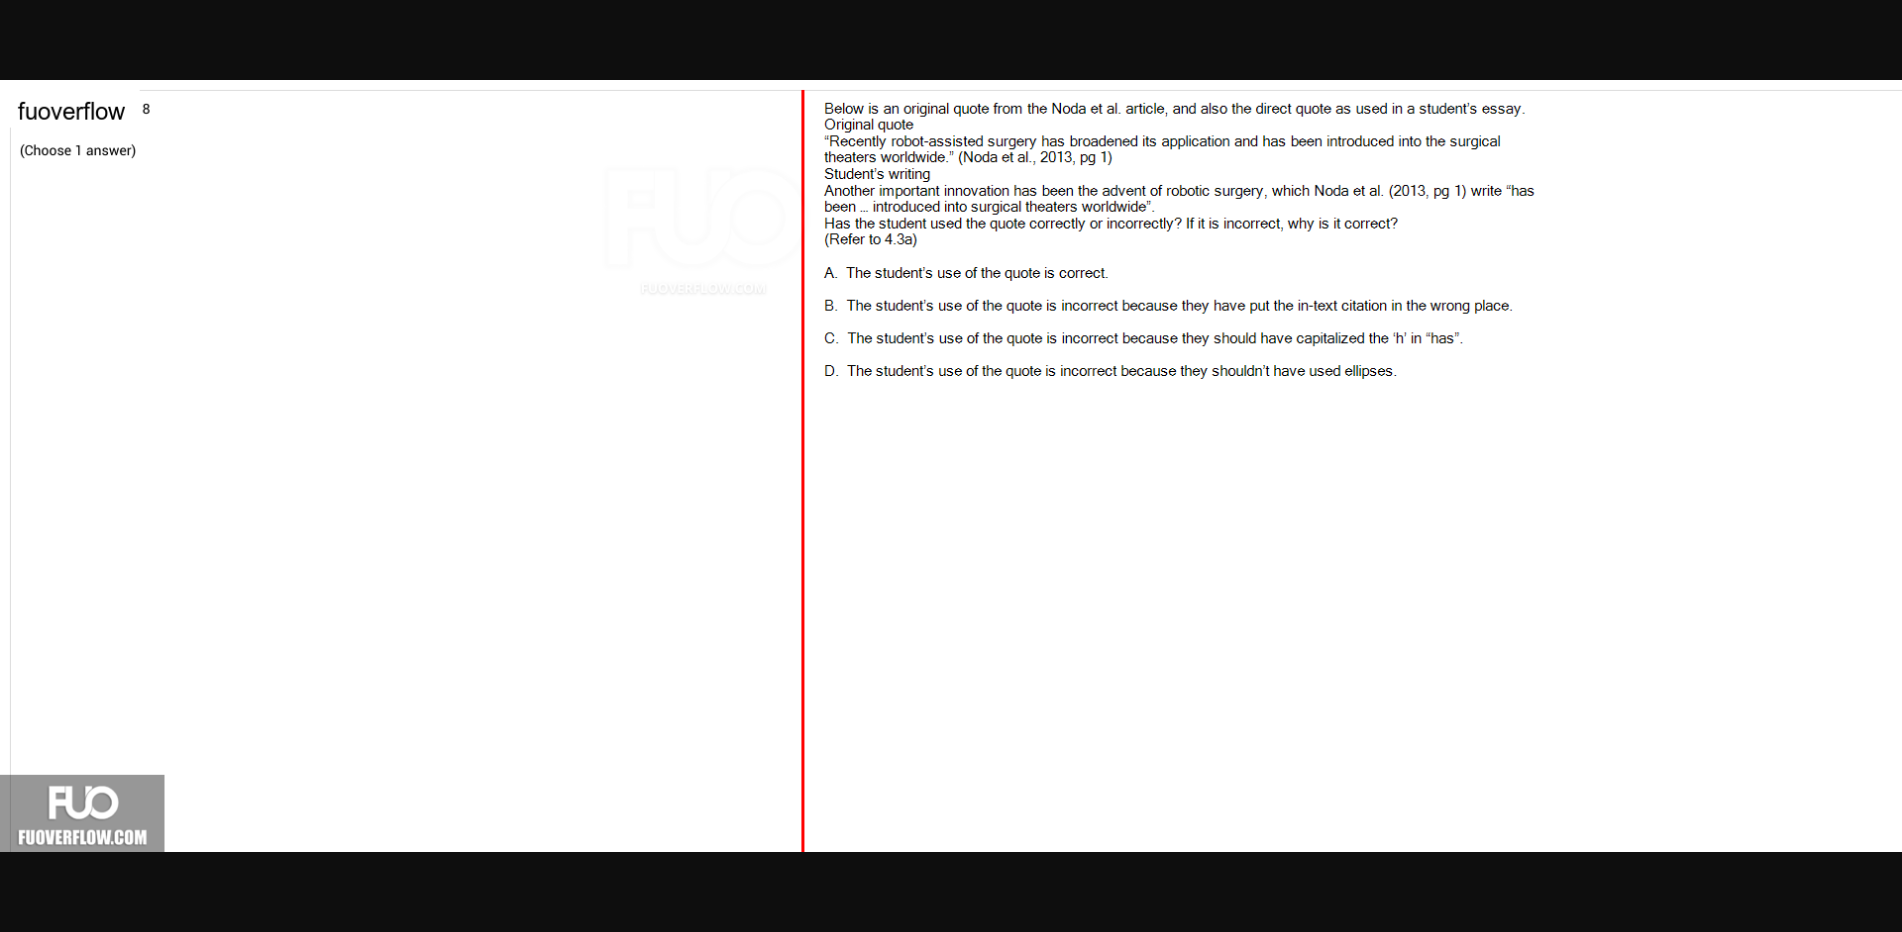 fuoverflow 8
(Choose 1 answer)
Below is an original quote from the Noda et al. article, and also the direct quote as used in a student's essay.
Original quote
“Recently robot-assisted surgery has broadened its application and has been introduced into the surgical
theaters worldwide.” (Noda et al., 2013, pg 1)
Student's writing
Another important innovation has been the advent of robotic surgery, which Noda et al. (2013, pg 1) write “has
been ... introduced into surgical theaters worldwide”.
Has the student used the quote correctly or incorrectly? If it is incorrect, why is it correct?
(Refer to 4.3a)
A. The student's use of the quote is correct.
B. The student's use of the quote is incorrect because they have put the in-text citation in the wrong place.
C. The student's use of the quote is incorrect because they should have capitalized the ‘h’ in “has”.
D. The student's use of the quote is incorrect because they shouldn't have used ellipses.
FUO
FUOVERFLOW.COM
FUO
FUOVERFLOW.COM